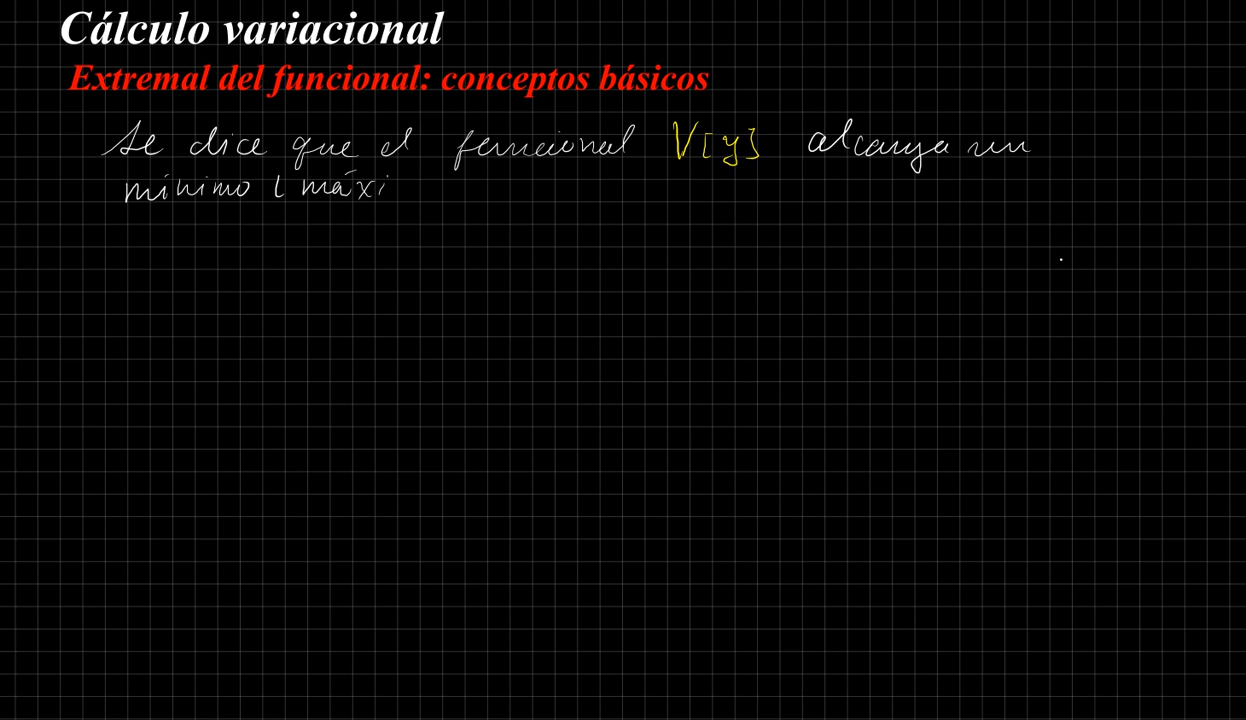 Cálculo variacional
Extremal del funcional: conceptos básicos
Se dice que el funcional V[y] alcanza un
mínimo ( máxi